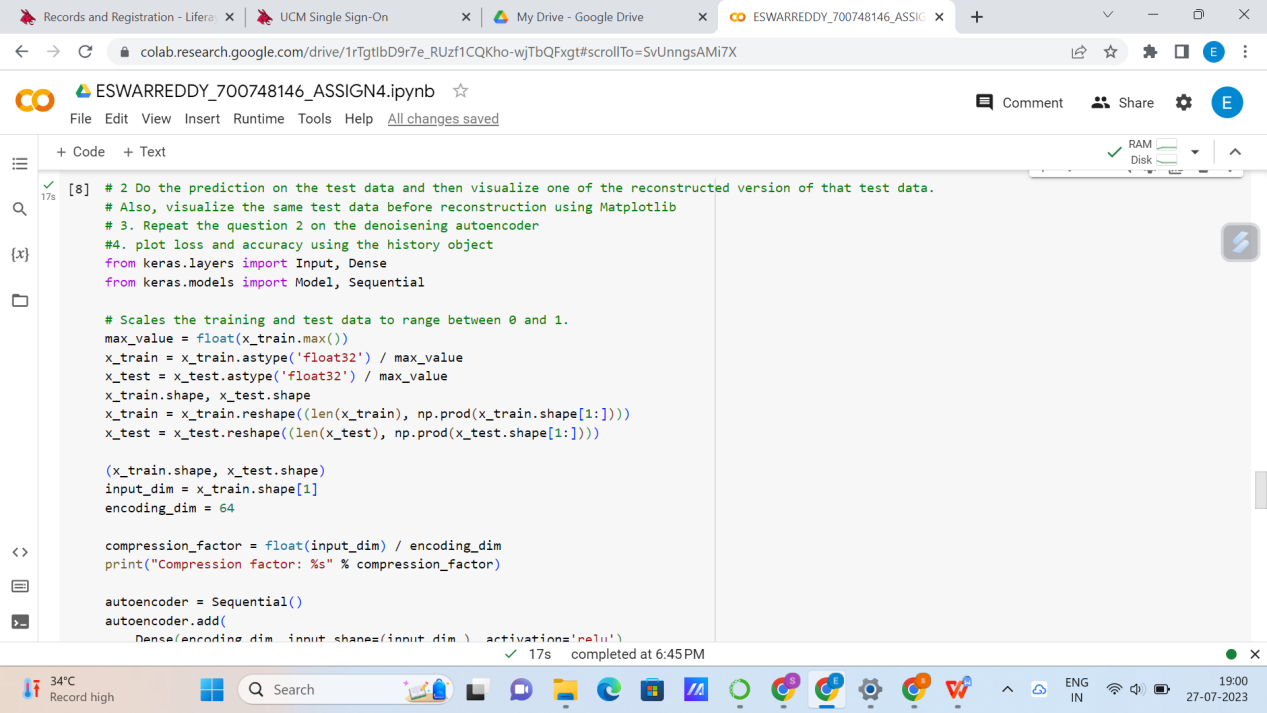 Records and Registration - Liferay
UCM Single Sign-On
My Drive - Google Drive
ESWARREDDY_700748146_ASSIG
colab.research.google.com/drive/1rTgtlbD9r7e_RUzf1CQKho-wjTbQFxgt#scrollTo=SvUnngsAMi7X
E
ESWARREDDY_700748146_ASSIGN4.ipynb
Comment
Share
E
File Edit View Insert Runtime Tools Help All changes saved
+ Code + Text
RAM
Disk
17s
[8] # 2 Do the prediction on the test data and then visualize one of the reconstructed version of that test data.
# Also, visualize the same test data before reconstruction using Matplotlib
# 3. Repeat the question 2 on the denoisening autoencoder
#4. plot loss and accuracy using the history object
from keras.layers import Input, Dense
from keras.models import Model, Sequential
# Scales the training and test data to range between 0 and 1.
max_value = float(x_train.max())
x_train = x_train.astype('float32') / max_value
x_test = x_test.astype('float32') / max_value
x_train.shape, x_test.shape
x_train = x_train.reshape((len(x_train), np.prod(x_train.shape[1:])))
x_test = x_test.reshape((len(x_test), np.prod(x_test.shape[1:])))
(x_train.shape, x_test.shape)
input_dim = x_train.shape[1]
encoding_dim = 64
compression_factor = float(input_dim) / encoding_dim
print("Compression factor: %s" % compression_factor)
autoencoder = Sequential()
autoencoder.add(
Dense(encoding_dim, input_shape=(input_dim,), activation='relu')
{x}
17s completed at 6:45 PM
34°C
Record high
Search
S
E
S
W
ENG
IN
19:00
27-07-2023